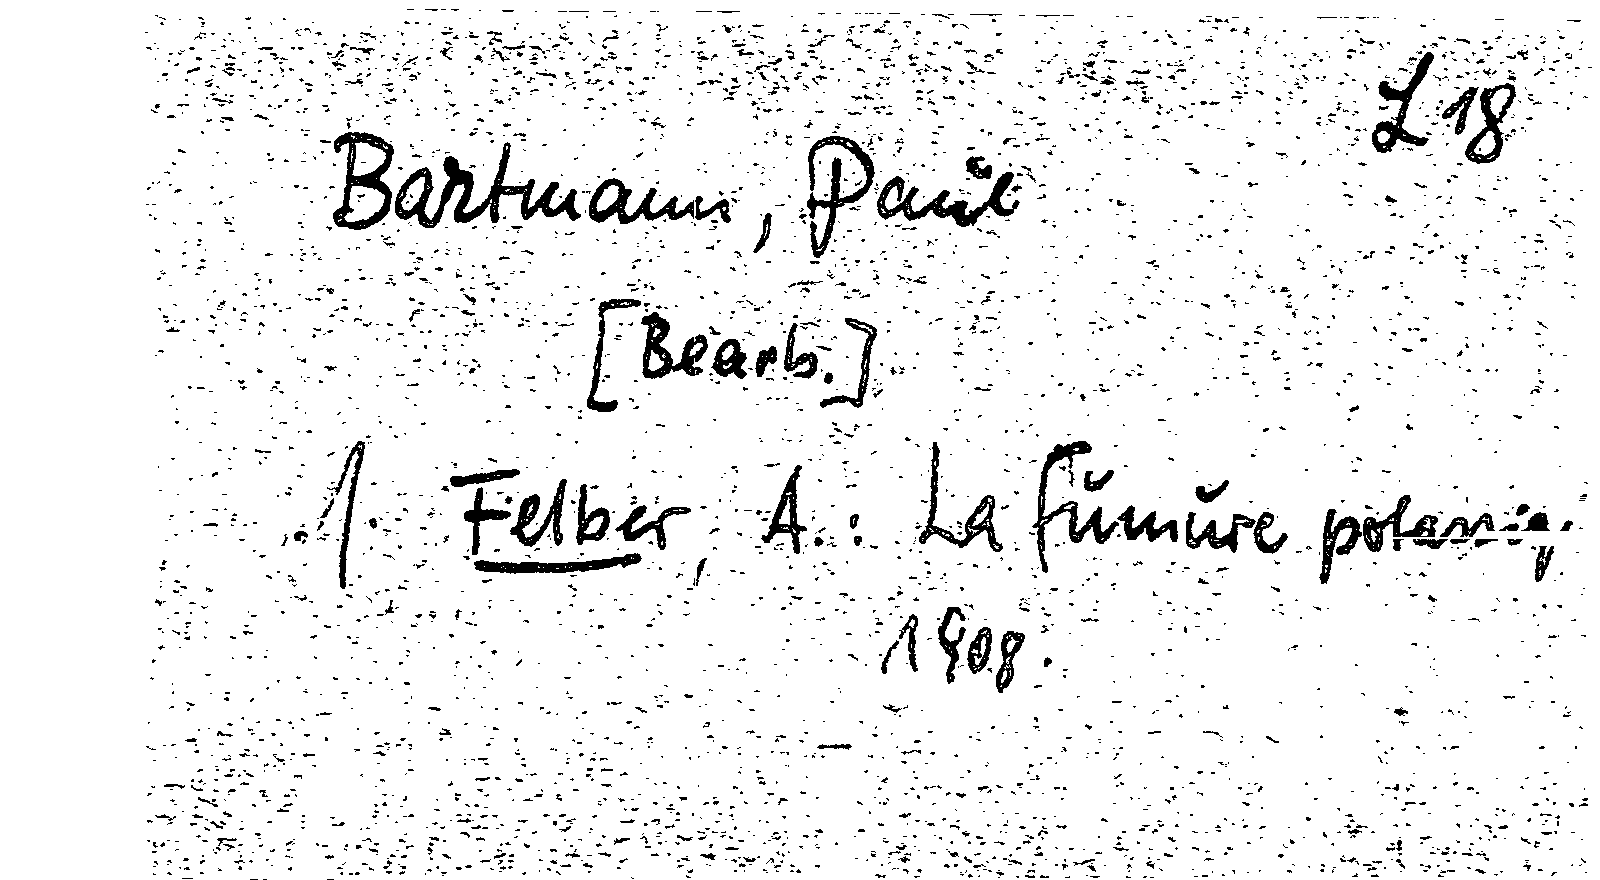 L 18
Bartmann, Paul
[Bearb.]
1. Felber, A.: La fumure
1908.